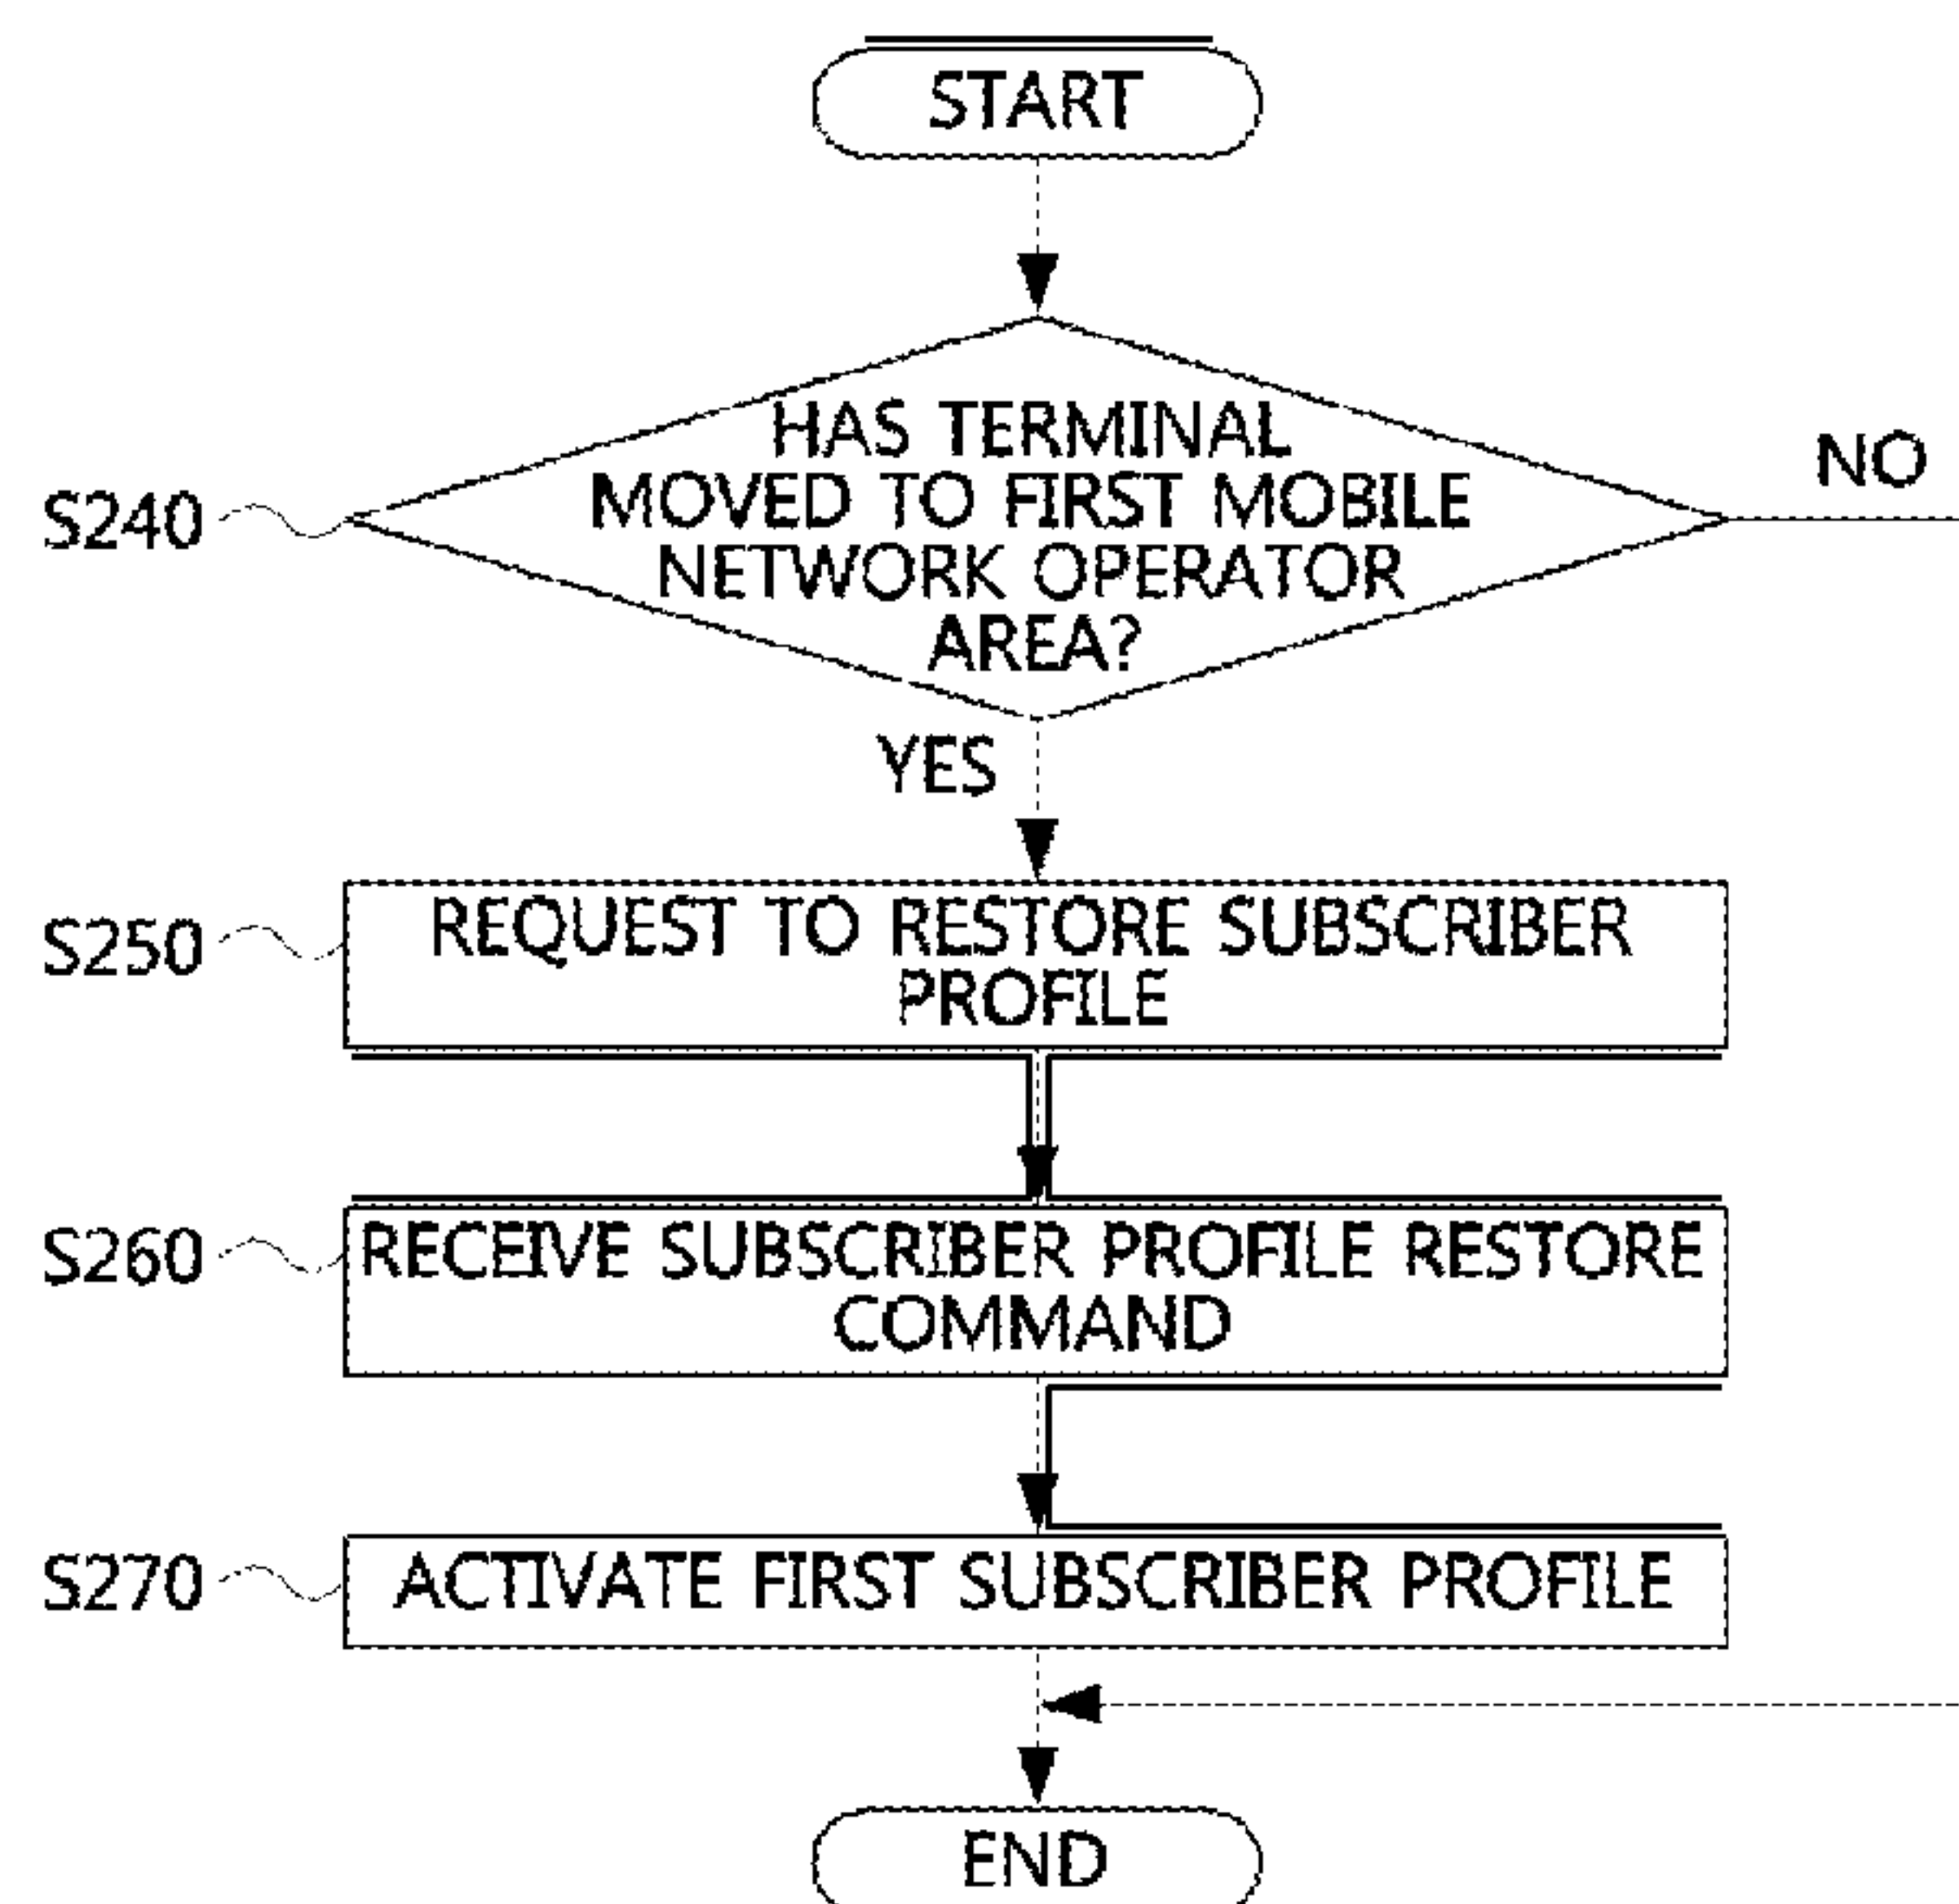 START
HAS TERMINAL
MOVED TO FIRST MOBILE
NETWORK OPERATOR
AREA?
NO
S240
YES
S250
REQUEST TO RESTORE SUBSCRIBER
PROFILE
S260
RECEIVE SUBSCRIBER PROFILE RESTORE
COMMAND
S270
ACTIVATE FIRST SUBSCRIBER PROFILE
END